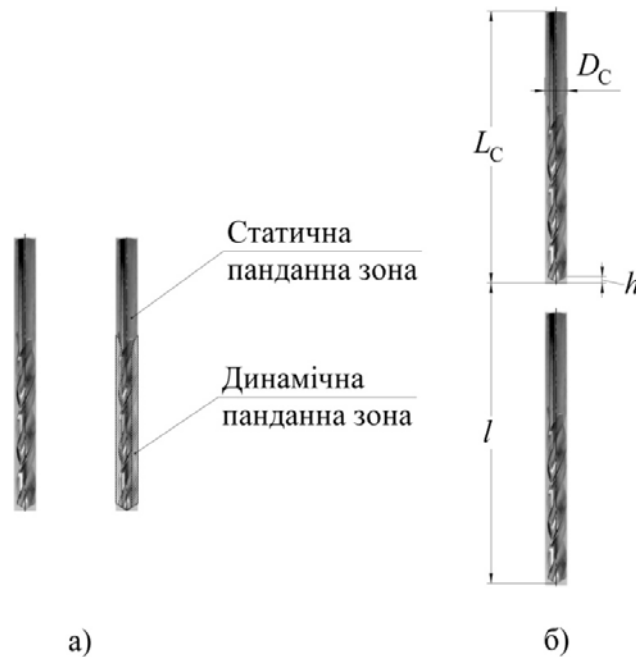 Статична
панданна зона
Динамічна
панданна зона
а)
D_C
L_C
h
l
б)